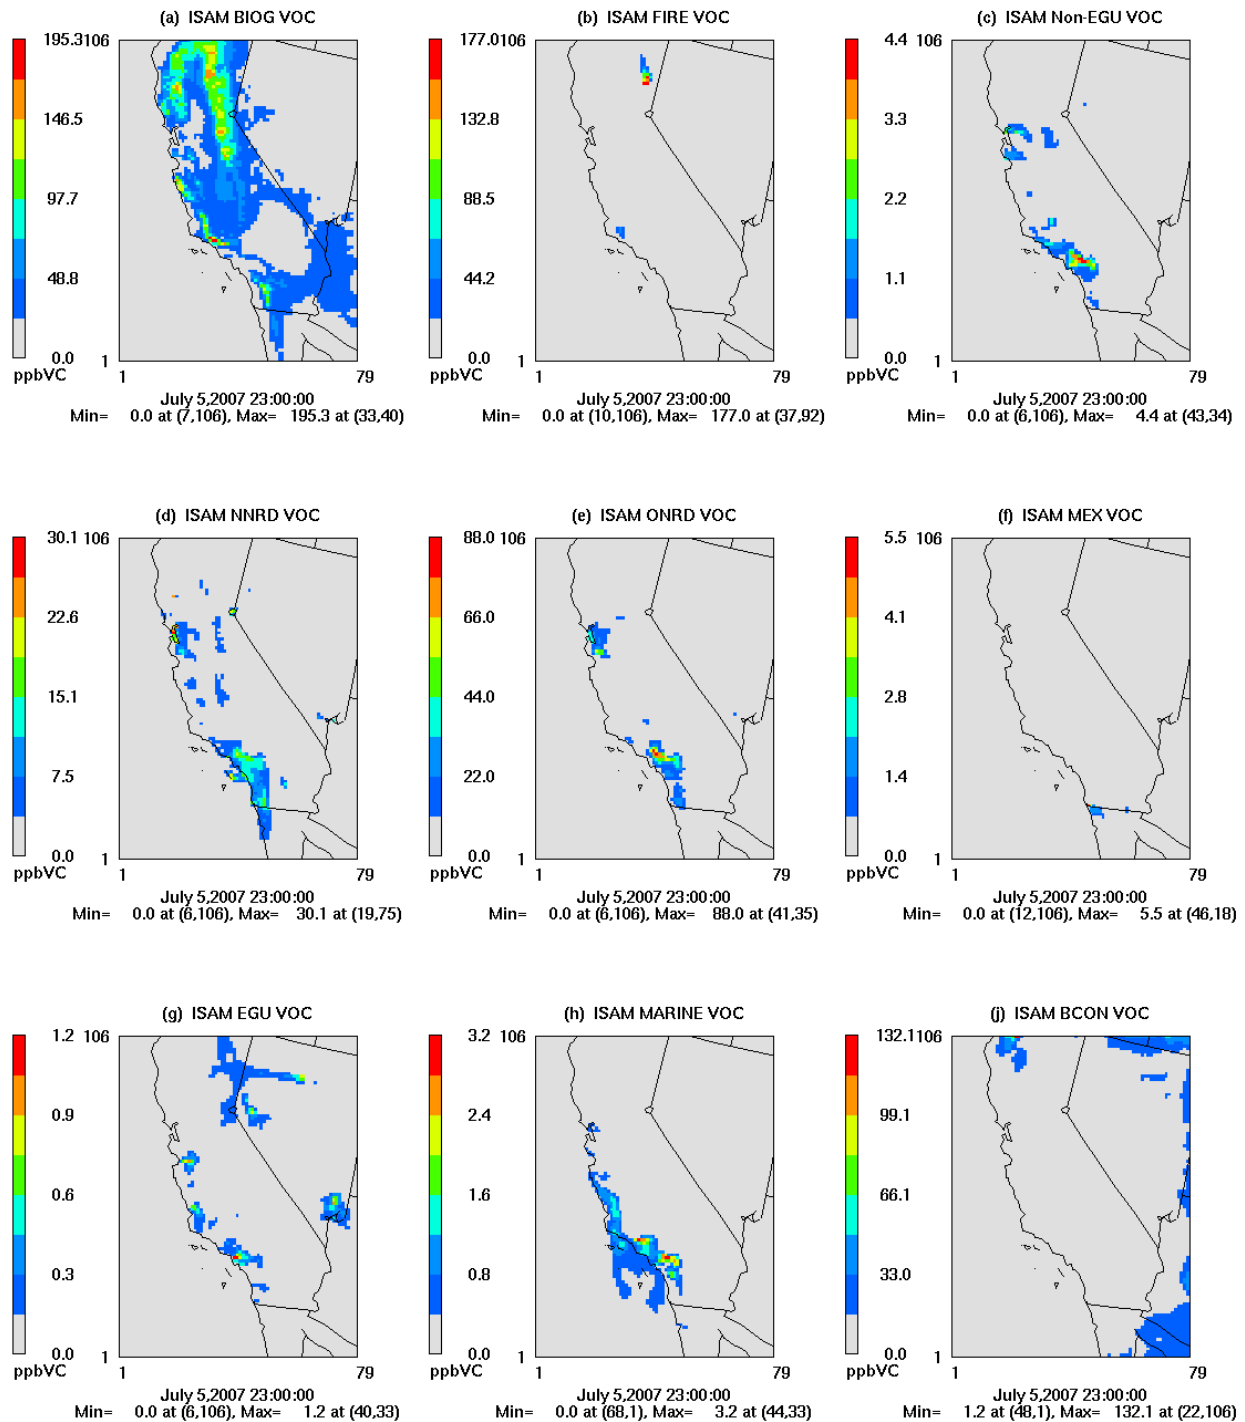 (a) ISAM BIOG VOC
195.3
146.5
97.7
48.8
0.0
ppbVC
106
1
1
79
July 5,2007 23:00:00
Min= 0.0 at (7,106), Max= 195.3 at (33,40)
(b) ISAM FIRE VOC
177.0
132.8
88.5
44.2
0.0
ppbVC
106
1
1
79
July 5,2007 23:00:00
Min= 0.0 at (10,106), Max= 177.0 at (37,92)
(c) ISAM Non-EGU VOC
4.4
3.3
2.2
1.1
0.0
ppbVC
106
1
1
79
July 5,2007 23:00:00
Min= 0.0 at (6,106), Max= 4.4 at (43,34)
(d) ISAM NNRD VOC
30.1
22.6
15.1
7.5
0.0
ppbVC
106
1
1
79
July 5,2007 23:00:00
Min= 0.0 at (6,106), Max= 30.1 at (19,75)
(e) ISAM ONRD VOC
88.0
66.0
44.0
22.0
0.0
ppbVC
106
1
1
79
July 5,2007 23:00:00
Min= 0.0 at (6,106), Max= 88.0 at (41,35)
(f) ISAM MEX VOC
5.5
4.1
2.8
1.4
0.0
ppbVC
106
1
1
79
July 5,2007 23:00:00
Min= 0.0 at (12,106), Max= 5.5 at (46,18)
(g) ISAM EGU VOC
1.2
0.9
0.6
0.3
0.0
ppbVC
106
1
1
79
July 5,2007 23:00:00
Min= 0.0 at (6,106), Max= 1.2 at (40,33)
(h) ISAM MARINE VOC
3.2
2.4
1.6
0.8
0.0
ppbVC
106
1
1
79
July 5,2007 23:00:00
Min= 0.0 at (68,1), Max= 3.2 at (44,33)
(j) ISAM BCON VOC
132.1
99.1
66.1
33.0
0.0
ppbVC
106
1
1
79
July 5,2007 23:00:00
Min= 1.2 at (48,1), Max= 132.1 at (22,106)